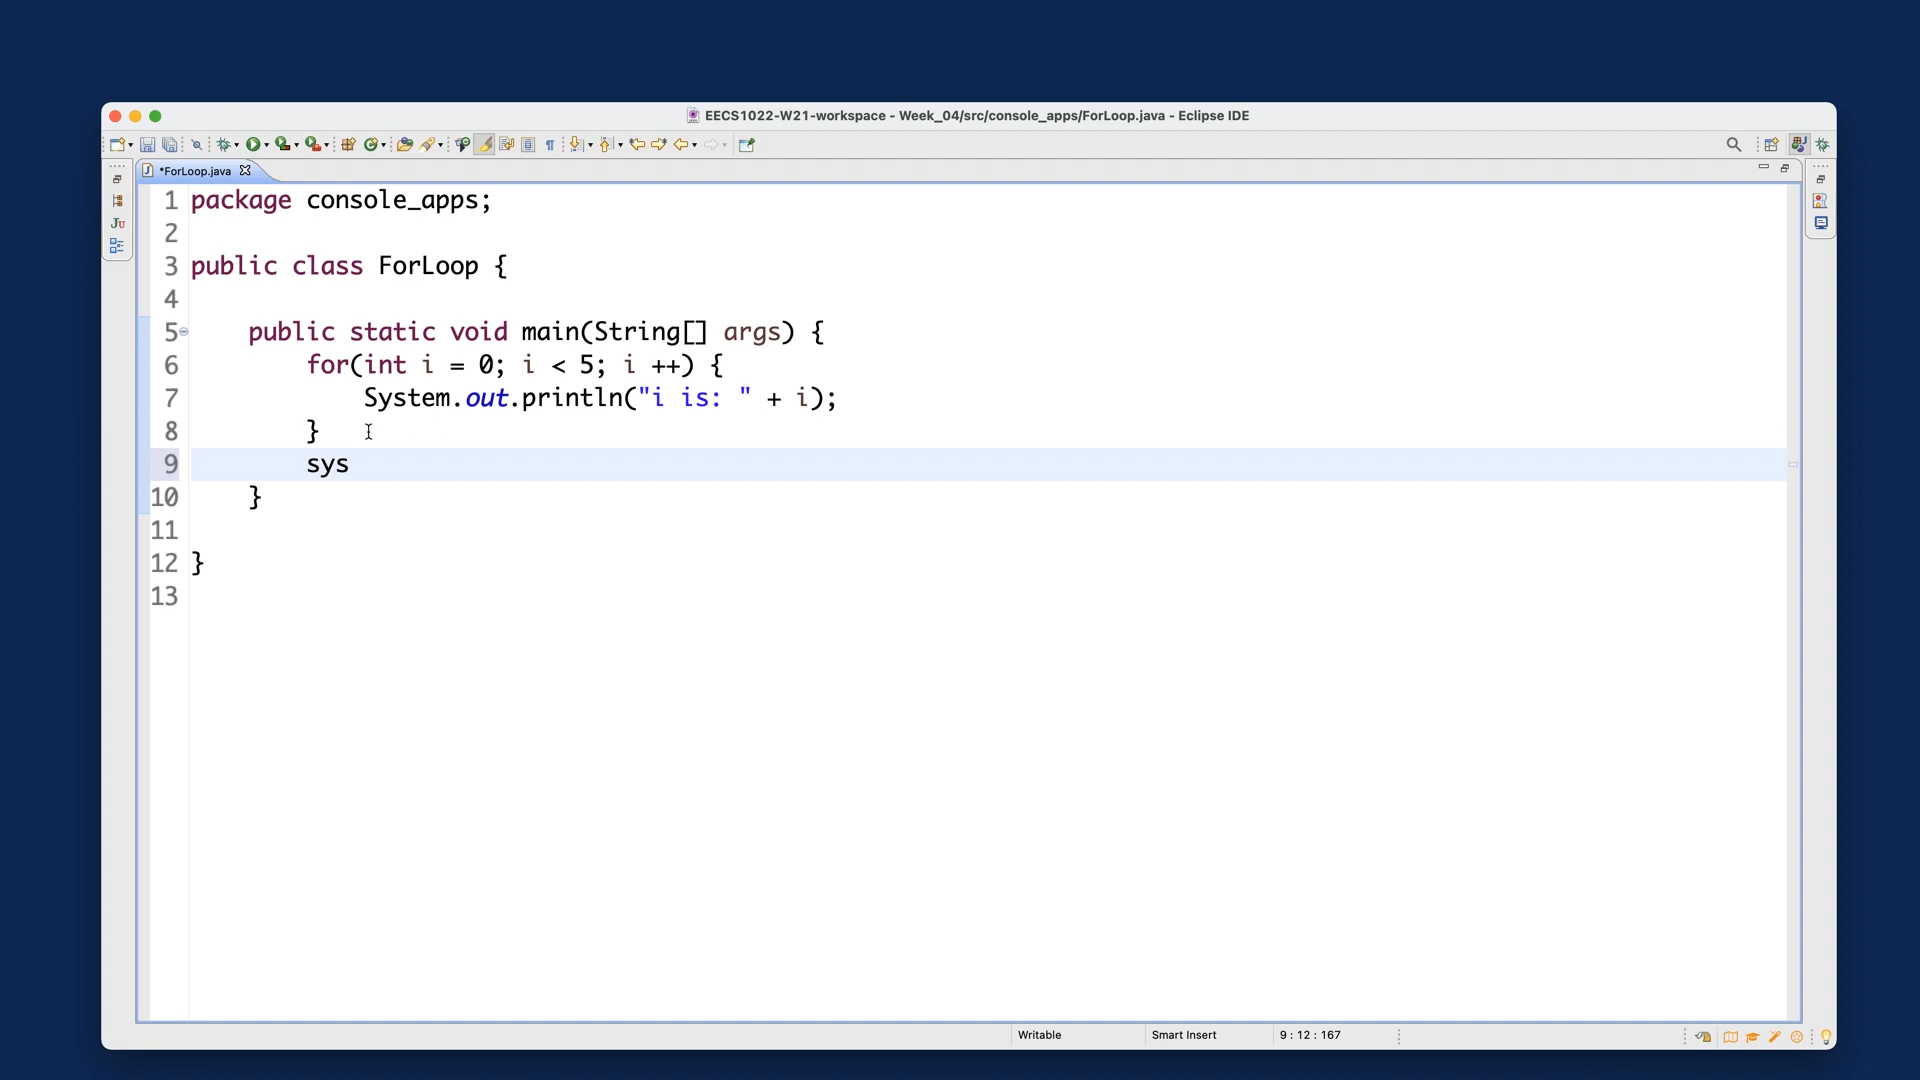 EECS1022-W21-workspace - Week_04/src/console_apps/ForLoop.java - Eclipse IDE
*ForLoop.java
1 package console_apps;
2
3 public class ForLoop {
4
5 public static void main(String[] args) {
6 for(int i = 0; i < 5; i ++) {
7 System.out.println("i is: " + i);
8 }
9 sys
10 }
11
12 }
13
JU
Writable
Smart Insert
9 : 12 : 167